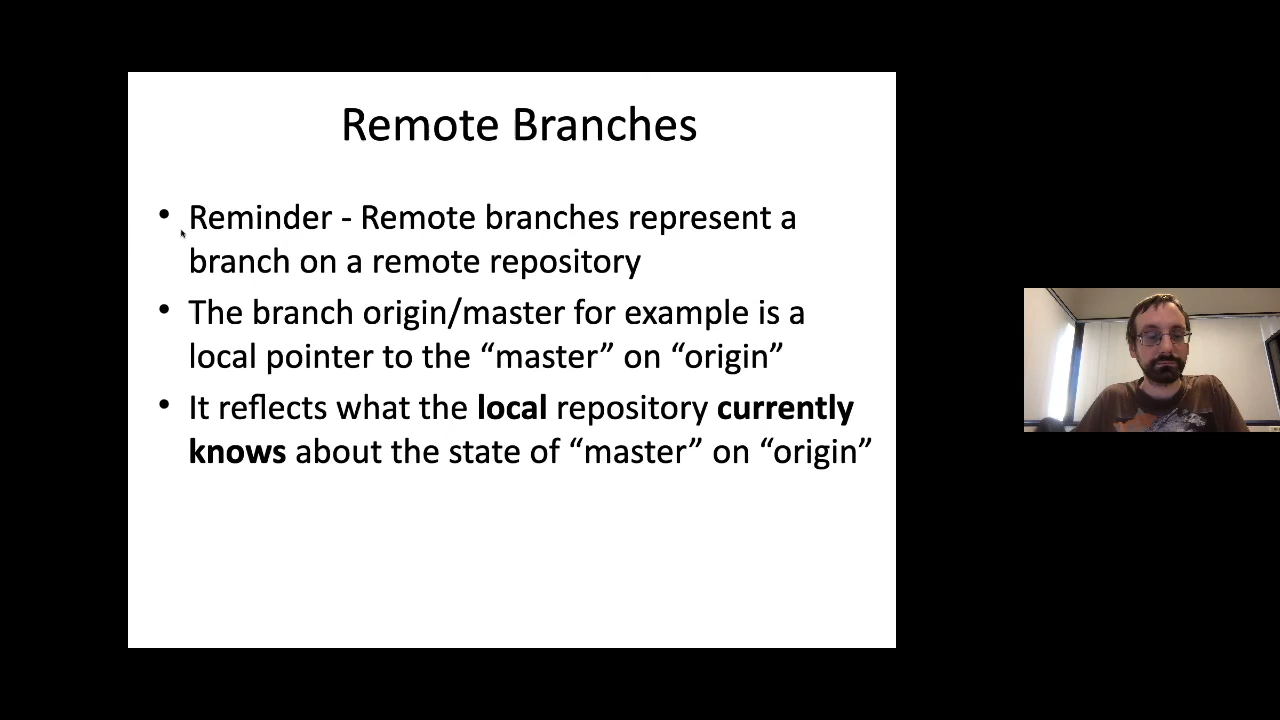 Remote Branches
• Reminder - Remote branches represent a
branch on a remote repository
• The branch origin/master for example is a
local pointer to the “master” on “origin”
• It reflects what the local repository currently
knows about the state of “master” on “origin”